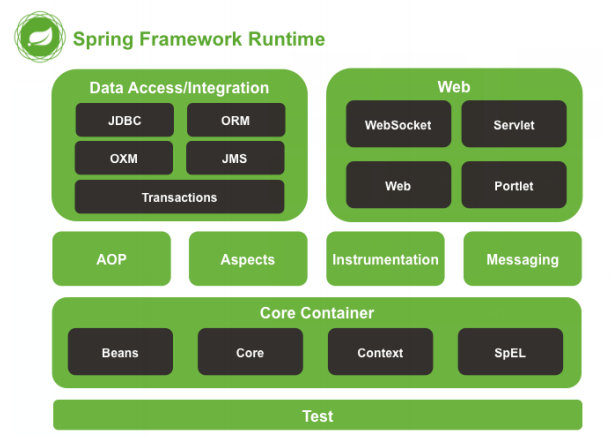 Spring Framework Runtime
Data Access/Integration
JDBC
ORM
OXM
JMS
Transactions
Web
WebSocket
Servlet
Web
Portlet
AOP
Aspects
Instrumentation
Messaging
Core Container
Beans
Core
Context
SpEL
Test